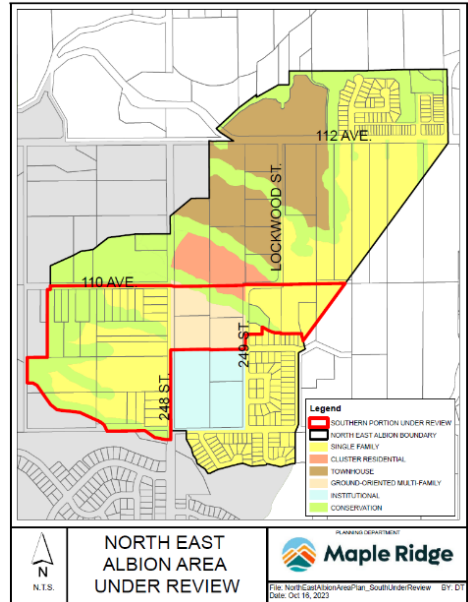 112 AVE.
LOCKWOOD ST.
110 AVE.
249 ST.
248 ST.
Legend
SOUTHERN PORTION UNDER REVIEW
NORTH EAST ALBION BOUNDARY
SINGLE FAMILY
CLUSTER RESIDENTIAL
TOWNHOUSE
GROUND-ORIENTED MULTI-FAMILY
INSTITUTIONAL
CONSERVATION
N
N.T.S.
NORTH EAST
ALBION AREA
UNDER REVIEW
PLANNING DEPARTMENT
Maple Ridge
File: NorthEastAlbionAreaPlan_SouthUnderReview BY: DT
Date: Oct 16, 2023